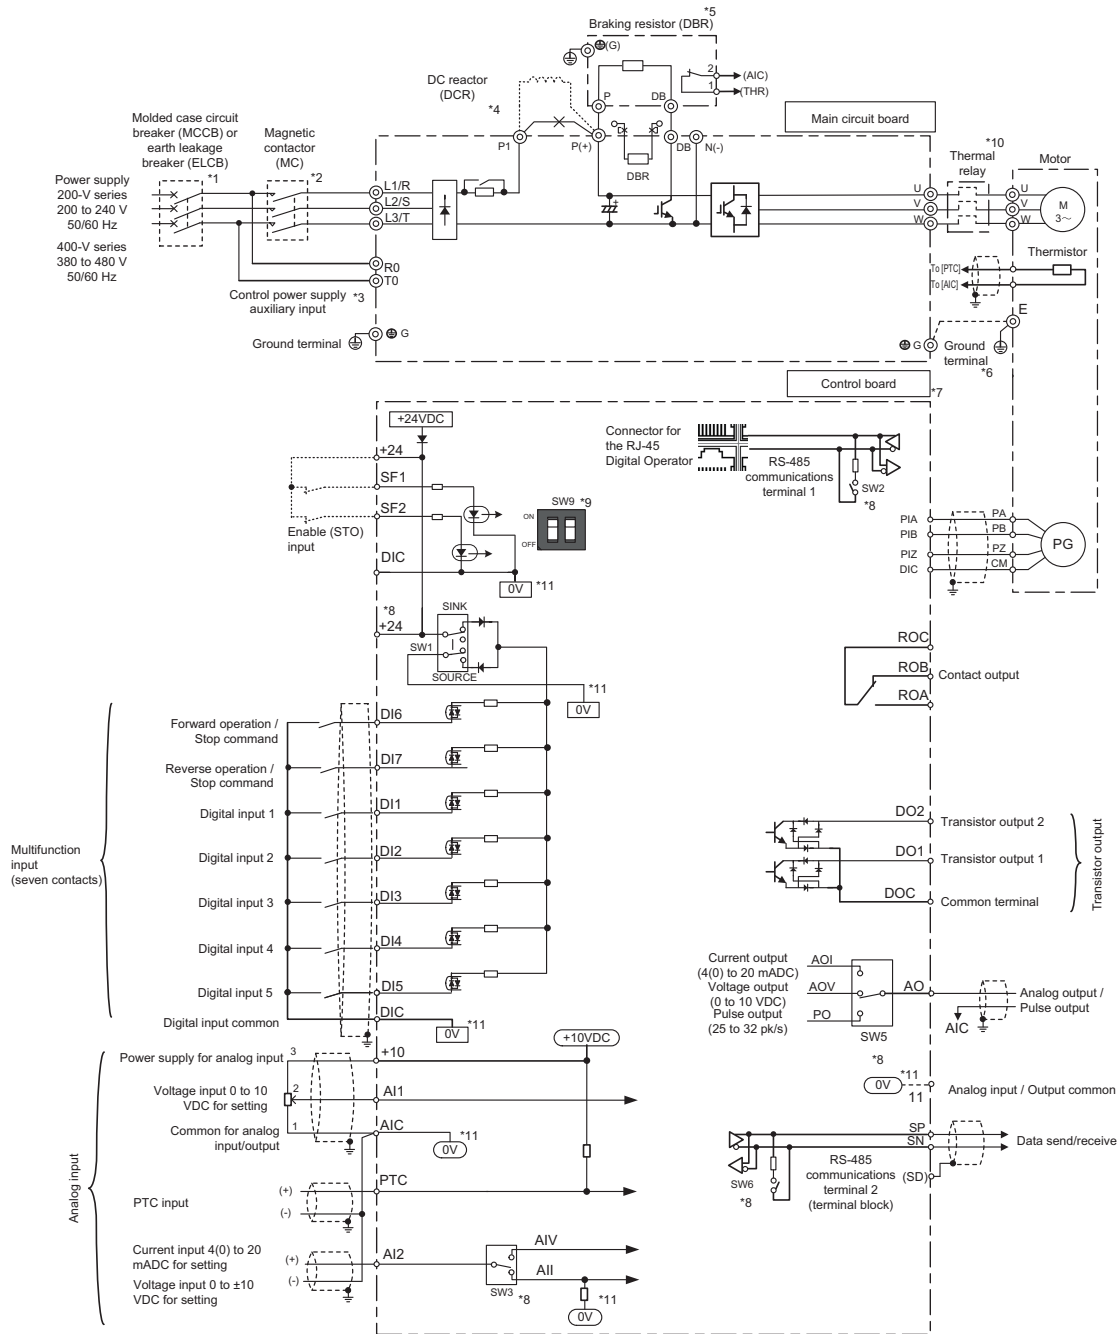 *5
Braking resistor (DBR)
(G)
DC reactor
(DCR)
*4
2
(AIC)
1
(THR)
P
DB
Main circuit board
Molded case circuit
breaker (MCCB) or
earth leakage
breaker (ELCB)
*1
Magnetic
contactor
(MC)
*2
P1
P(+)
DB
N(-)
DBR
*10
Thermal
relay
Motor
Power supply
200-V series
200 to 240 V
50/60 Hz
400-V series
380 to 480 V
50/60 Hz
L1/R
L2/S
L3/T
U
V
W
U
V
W
M
3~
R0
T0
Control power supply
auxiliary input
*3
Thermistor
To [PTC]
To [AIC]
Ground terminal
G
E
G
Ground
terminal
*6
Control board
*7
+24VDC
+24
SF1
SF2
Enable (STO)
input
DIC
0V
*11
SW9
*9
ON
OFF
Connector for
the RJ-45
Digital Operator
RS-485
communications
terminal 1
SW2
*8
PIA
PIB
PIZ
DIC
PA
PB
PZ
CM
PG
*8
+24
SW1
SINK
SOURCE
*11
0V
ROC
ROB
ROA
Contact output
Multifunction
input
(seven contacts)
Forward operation /
Stop command
DI6
Reverse operation /
Stop command
DI7
Digital input 1
DI1
Digital input 2
DI2
Digital input 3
DI3
Digital input 4
DI4
Digital input 5
DI5
Digital input common
DIC
0V
*11
DO2
Transistor output 2
DO1
Transistor output 1
DOC
Common terminal
Transistor output
Current output
(4(0) to 20 mADC)
Voltage output
(0 to 10 VDC)
Pulse output
(25 to 32 pk/s)
AOI
AOV
PO
SW5
*8
AO
AIC
Analog output /
Pulse output
Analog input
Power supply for analog input
3
+10
+10VDC
Voltage input 0 to 10
VDC for setting
2
AI1
Common for analog
input/output
1
AIC
0V
*11
PTC input
(+)
(-)
PTC
Current input 4(0) to 20
mADC for setting
Voltage input 0 to ±10
VDC for setting
(+)
(-)
AI2
SW3
*8
AIV
AII
*11
0V
0V
*11
11
Analog input / Output common
SP
SN
(SD)
Data send/receive
SW6
*8
RS-485
communications
terminal 2
(terminal block)